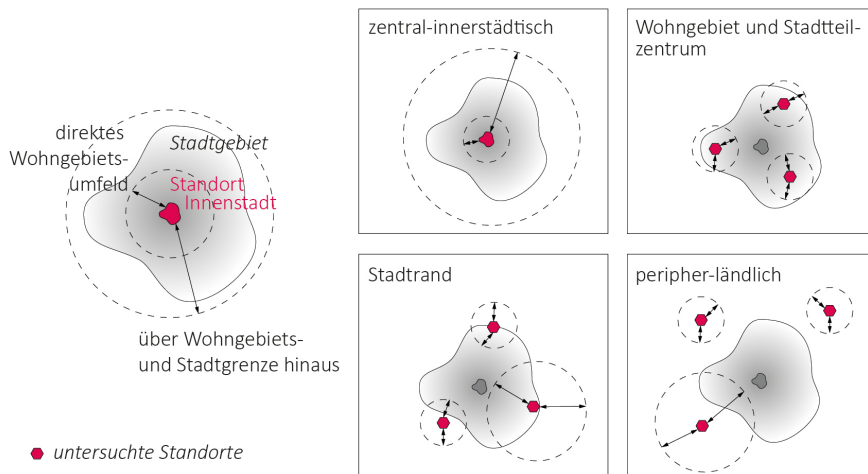 direktes
Wohngebiets-
umfeld
Stadtgebiet
Standort
Innenstadt
über Wohngebiets-
und Stadtgrenze hinaus
untersuchte Standorte
zentral-innerstädtisch
Wohngebiet und Stadtteil-
zentrum
Stadtrand
peripher-ländlich